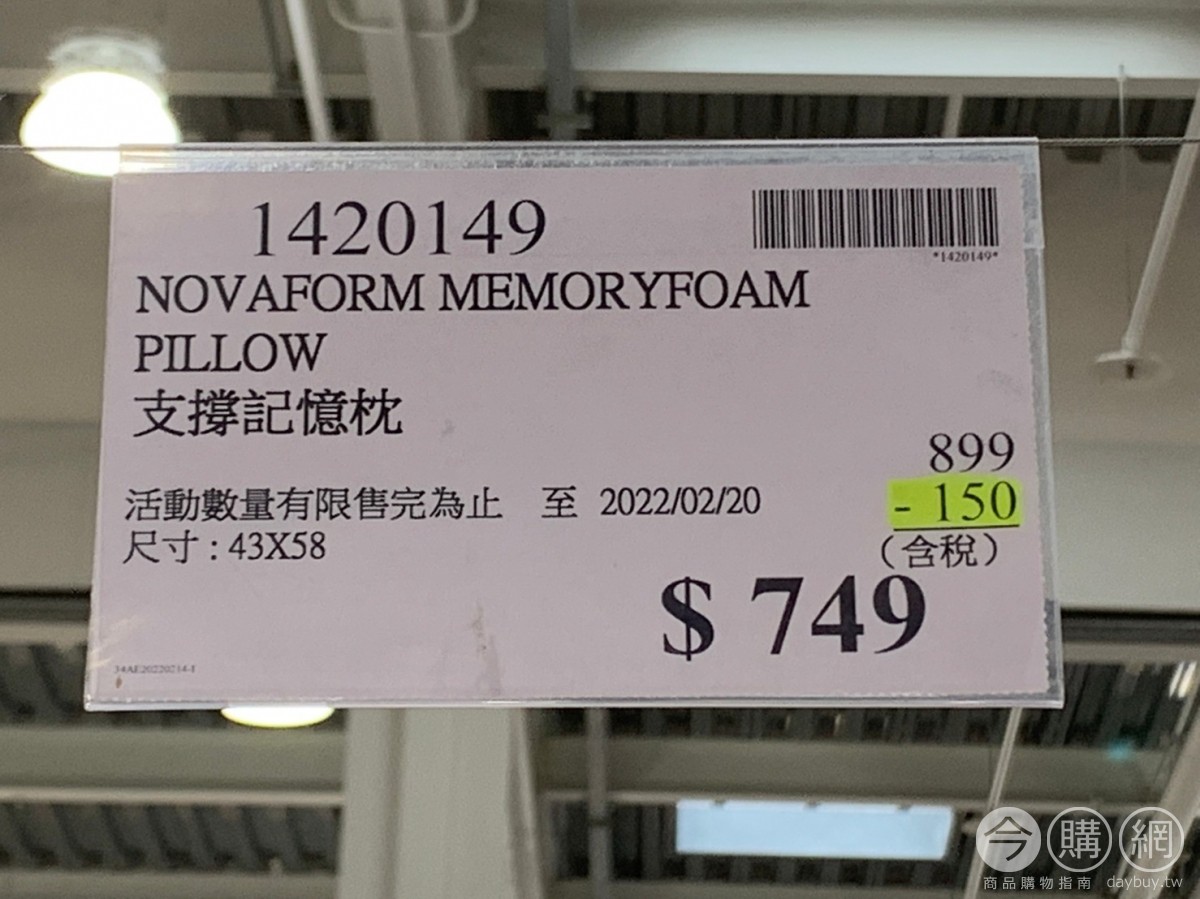 1420149
*1420149*
NOVAFORM MEMORYFOAM
PILLOW
支撐記憶枕
899
活動數量有限售完為止 至 2022/02/20
- 150
尺寸 : 43X58
(含稅)
$ 749
34AE20220214-1
今購網
商品購物指南 daybuy.tw